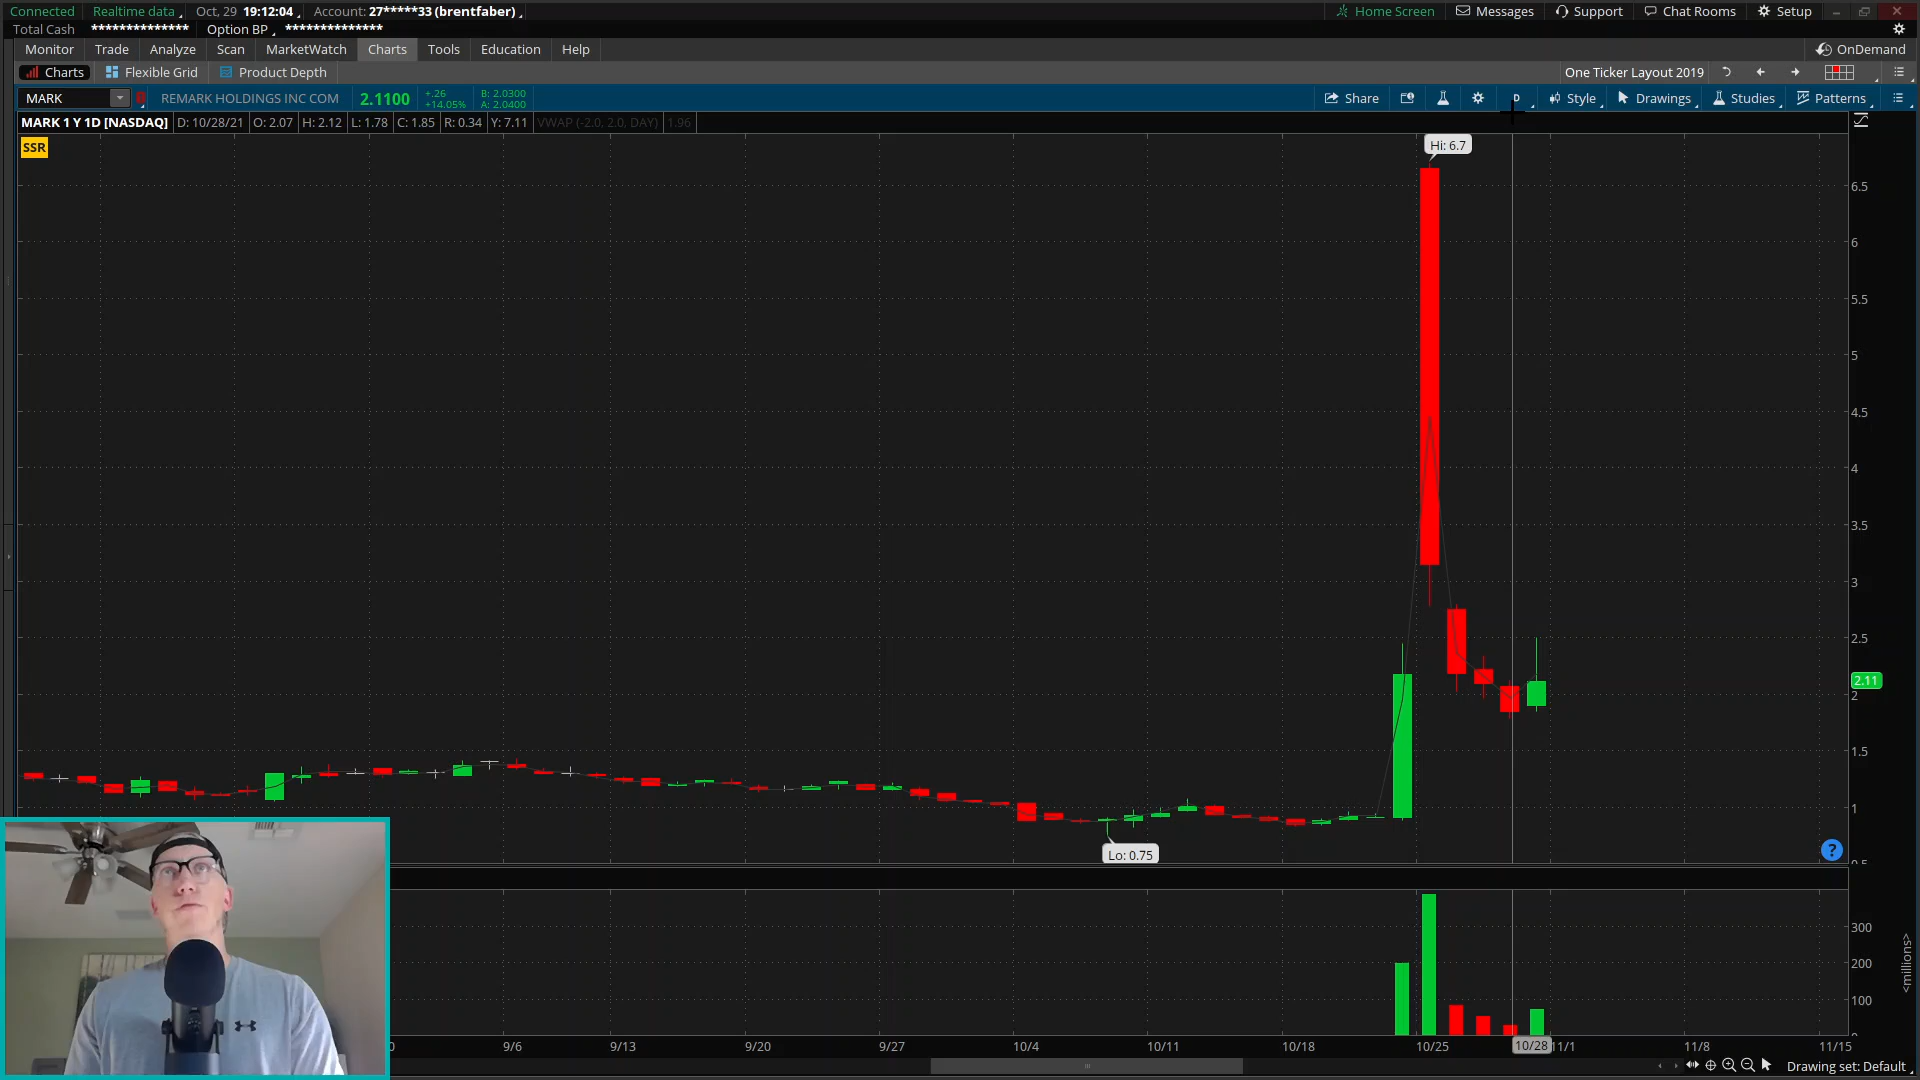 Connected Realtime data Oct, 29 19:12:04 Account: 27*****33 (brentfaber) Home Screen Messages Support Chat Rooms Setup
Total Cash ************** Option BP **************
Monitor Trade Analyze Scan MarketWatch Charts Tools Education Help OnDemand
Charts Flexible Grid Product Depth One Ticker Layout 2019
MARK REMARK HOLDINGS INC COM 2.1100 +.26 +14.05% B: 2.0300 A: 2.0400 Share D Style Drawings Studies Patterns
MARK 1 Y 1D [NASDAQ] D: 10/28/21 O: 2.07 H: 2.12 L: 1.78 C: 1.85 R: 0.34 Y: 7.11 VWAP (-2.0, 2.0, DAY) 1.96
SSR
Hi: 6.7
6.5
6
5.5
5
4.5
4
3.5
3
2.5
2.11
2
1.5
1
Lo: 0.75
?
0.5
300
200
100
<millions>
0
9/6 9/13 9/20 9/27 10/4 10/11 10/18 10/25 10/28 11/1 11/8 11/15
Drawing set: Default